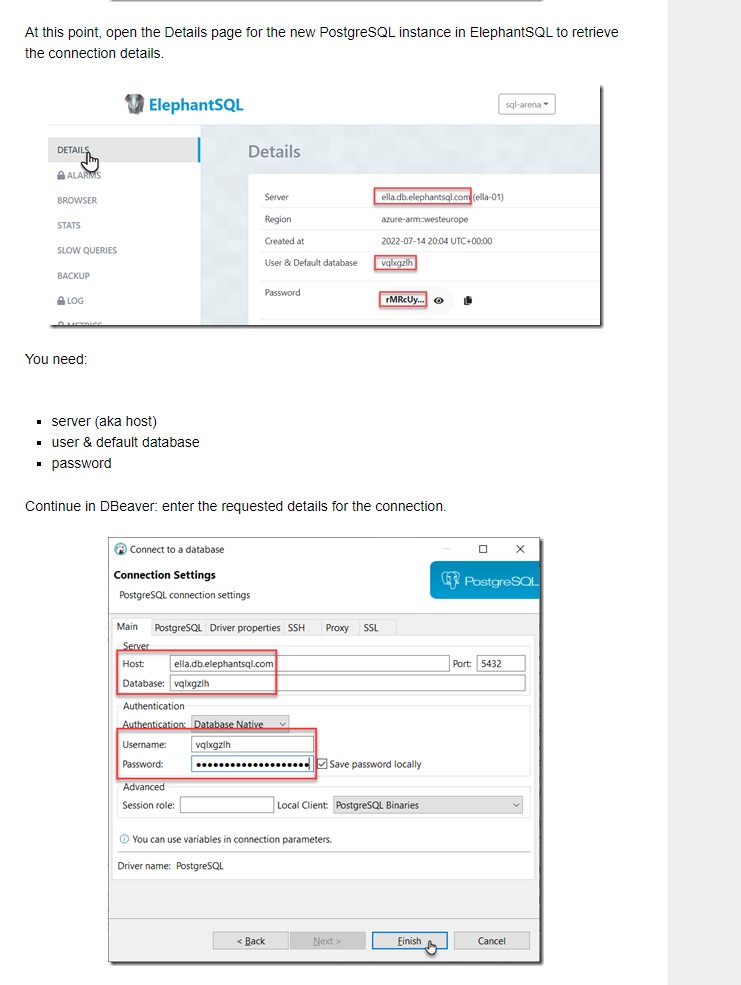 At this point, open the Details page for the new PostgreSQL instance in ElephantSQL to retrieve
the connection details.
ElephantSQL
sql-arena
DETAILS
Details
ALARMS
Server
ella.db.elephantsql.com (ella-01)
BROWSER
Region
azure-arm::westeurope
STATS
Created at
2022-07-14 20:04 UTC+00:00
SLOW QUERIES
User & Default database
vqlxgzlh
BACKUP
Password
rMRcUy...
LOG
METRICS
You need:
server (aka host)
user & default database
password
Continue in DBeaver: enter the requested details for the connection.
Connect to a database
Connection Settings
PostgreSQL
PostgreSQL connection settings
Main PostgreSQL Driver properties SSH Proxy SSL
Server
Host: ella.db.elephantsql.com Port: 5432
Database: vqlxgzlh
Authentication
Authentication: Database Native
Username: vqlxgzlh
Password: ●●●●●●●●●●●●●●●●●●●● Save password locally
Advanced
Session role: Local Client: PostgreSQL Binaries
You can use variables in connection parameters.
Driver name: PostgreSQL
< Back Next > Finish Cancel